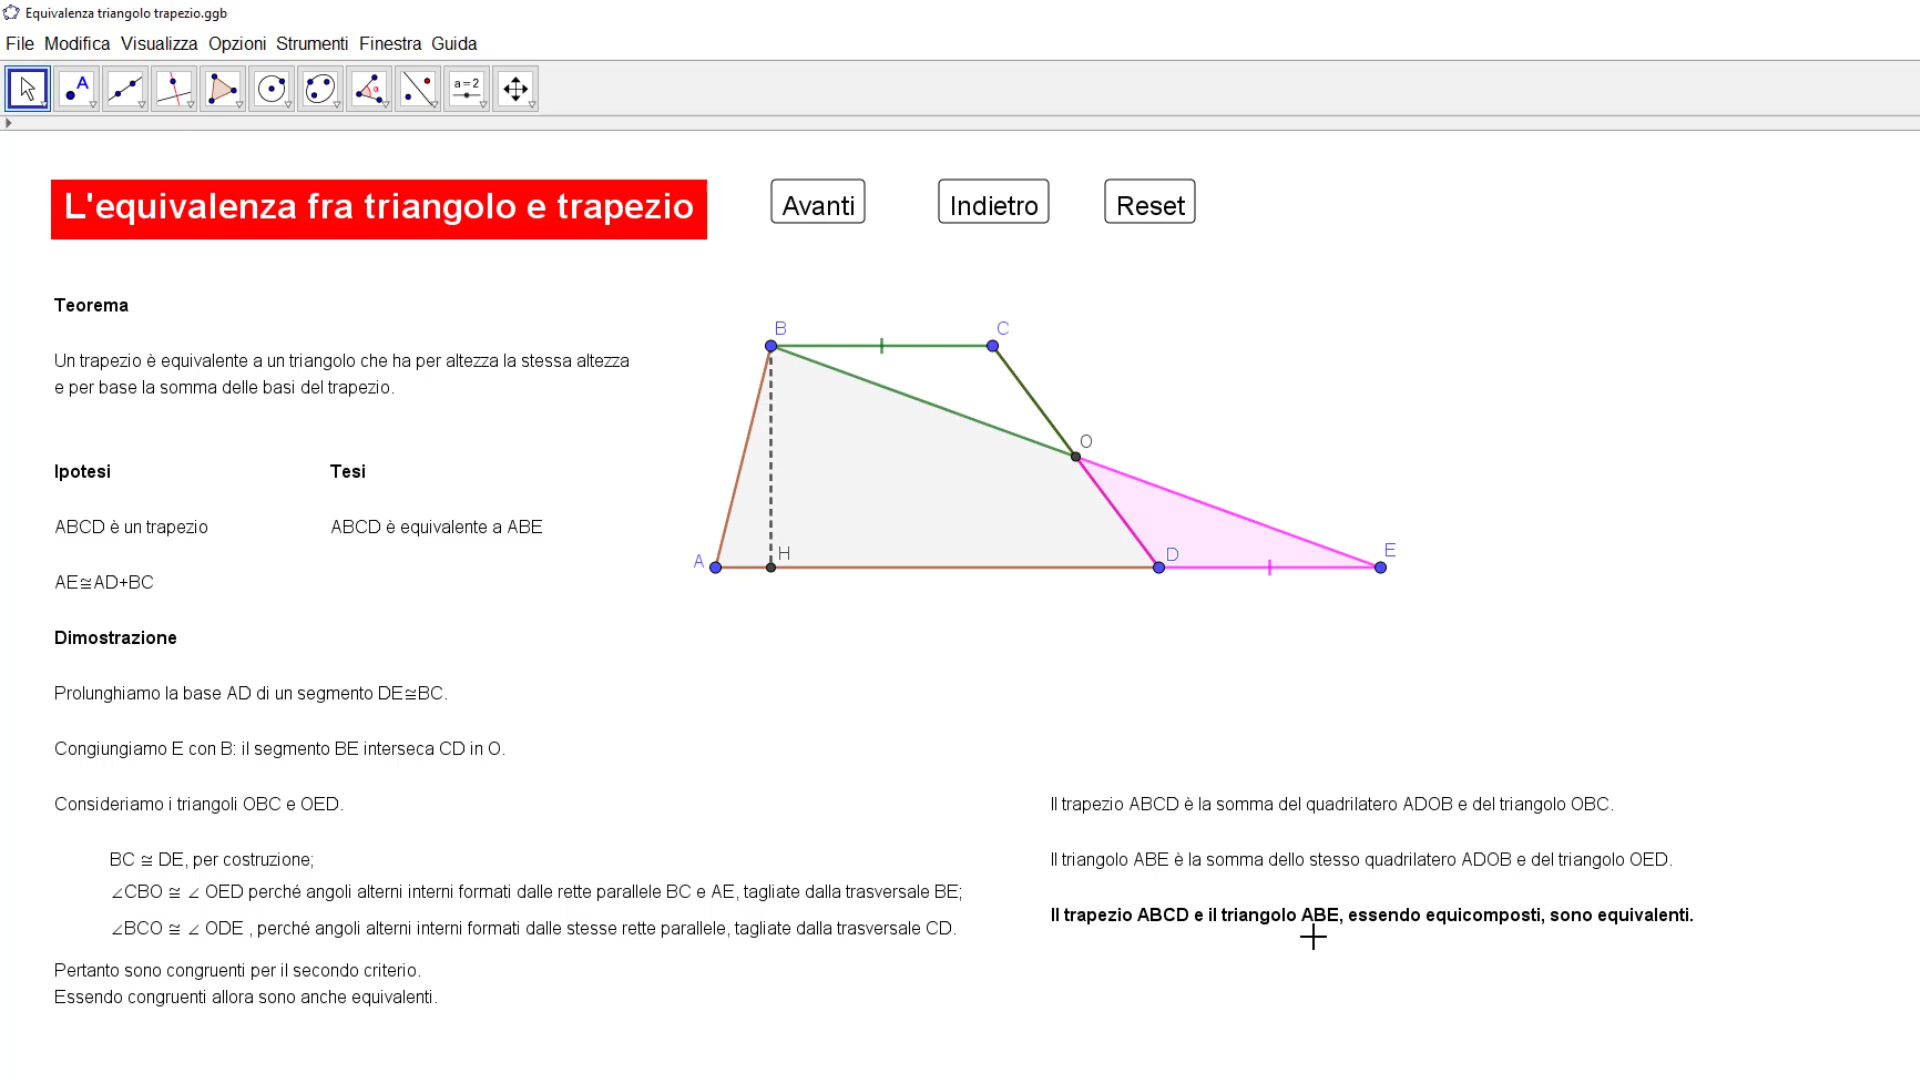 Equivalenza triangolo trapezio.ggb
File Modifica Visualizza Opzioni Strumenti Finestra Guida
A
α
a=2
L'equivalenza fra triangolo e trapezio
Avanti
Indietro
Reset
Teorema
Un trapezio è equivalente a un triangolo che ha per altezza la stessa altezza
e per base la somma delle basi del trapezio.
Ipotesi
Tesi
ABCD è un trapezio
ABCD è equivalente a ABE
AE≅AD+BC
B
C
O
A
H
D
E
Dimostrazione
Prolunghiamo la base AD di un segmento DE≅BC.
Congiungiamo E con B: il segmento BE interseca CD in O.
Consideriamo i triangoli OBC e OED.
BC ≅ DE, per costruzione;
∠CBO ≅ ∠ OED perché angoli alterni interni formati dalle rette parallele BC e AE, tagliate dalla trasversale BE;
∠BCO ≅ ∠ ODE , perché angoli alterni interni formati dalle stesse rette parallele, tagliate dalla trasversale CD.
Pertanto sono congruenti per il secondo criterio.
Essendo congruenti allora sono anche equivalenti.
Il trapezio ABCD è la somma del quadrilatero ADOB e del triangolo OBC.
Il triangolo ABE è la somma dello stesso quadrilatero ADOB e del triangolo OED.
Il trapezio ABCD e il triangolo ABE, essendo equicomposti, sono equivalenti.